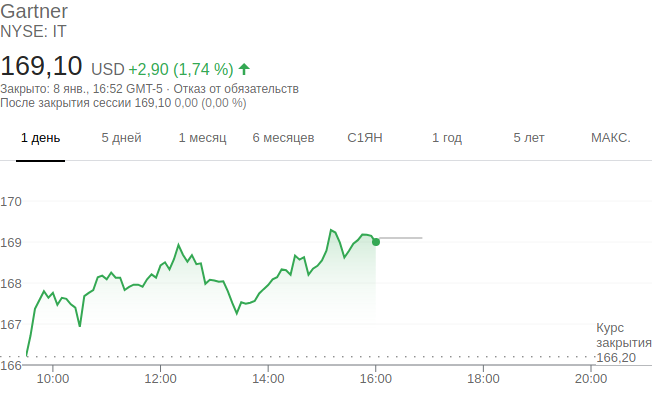 Gartner
NYSE: IT
169,10 USD +2,90 (1,74 %)
Закрыто: 8 янв., 16:52 GMT-5 · Отказ от обязательств
После закрытия сессии 169,10 0,00 (0,00 %)
1 день 5 дней 1 месяц 6 месяцев С1ЯН 1 год 5 лет МАКС.
170
169
168
167
166
Курс
закрытия
166,20
10:00 12:00 14:00 16:00 18:00 20:00